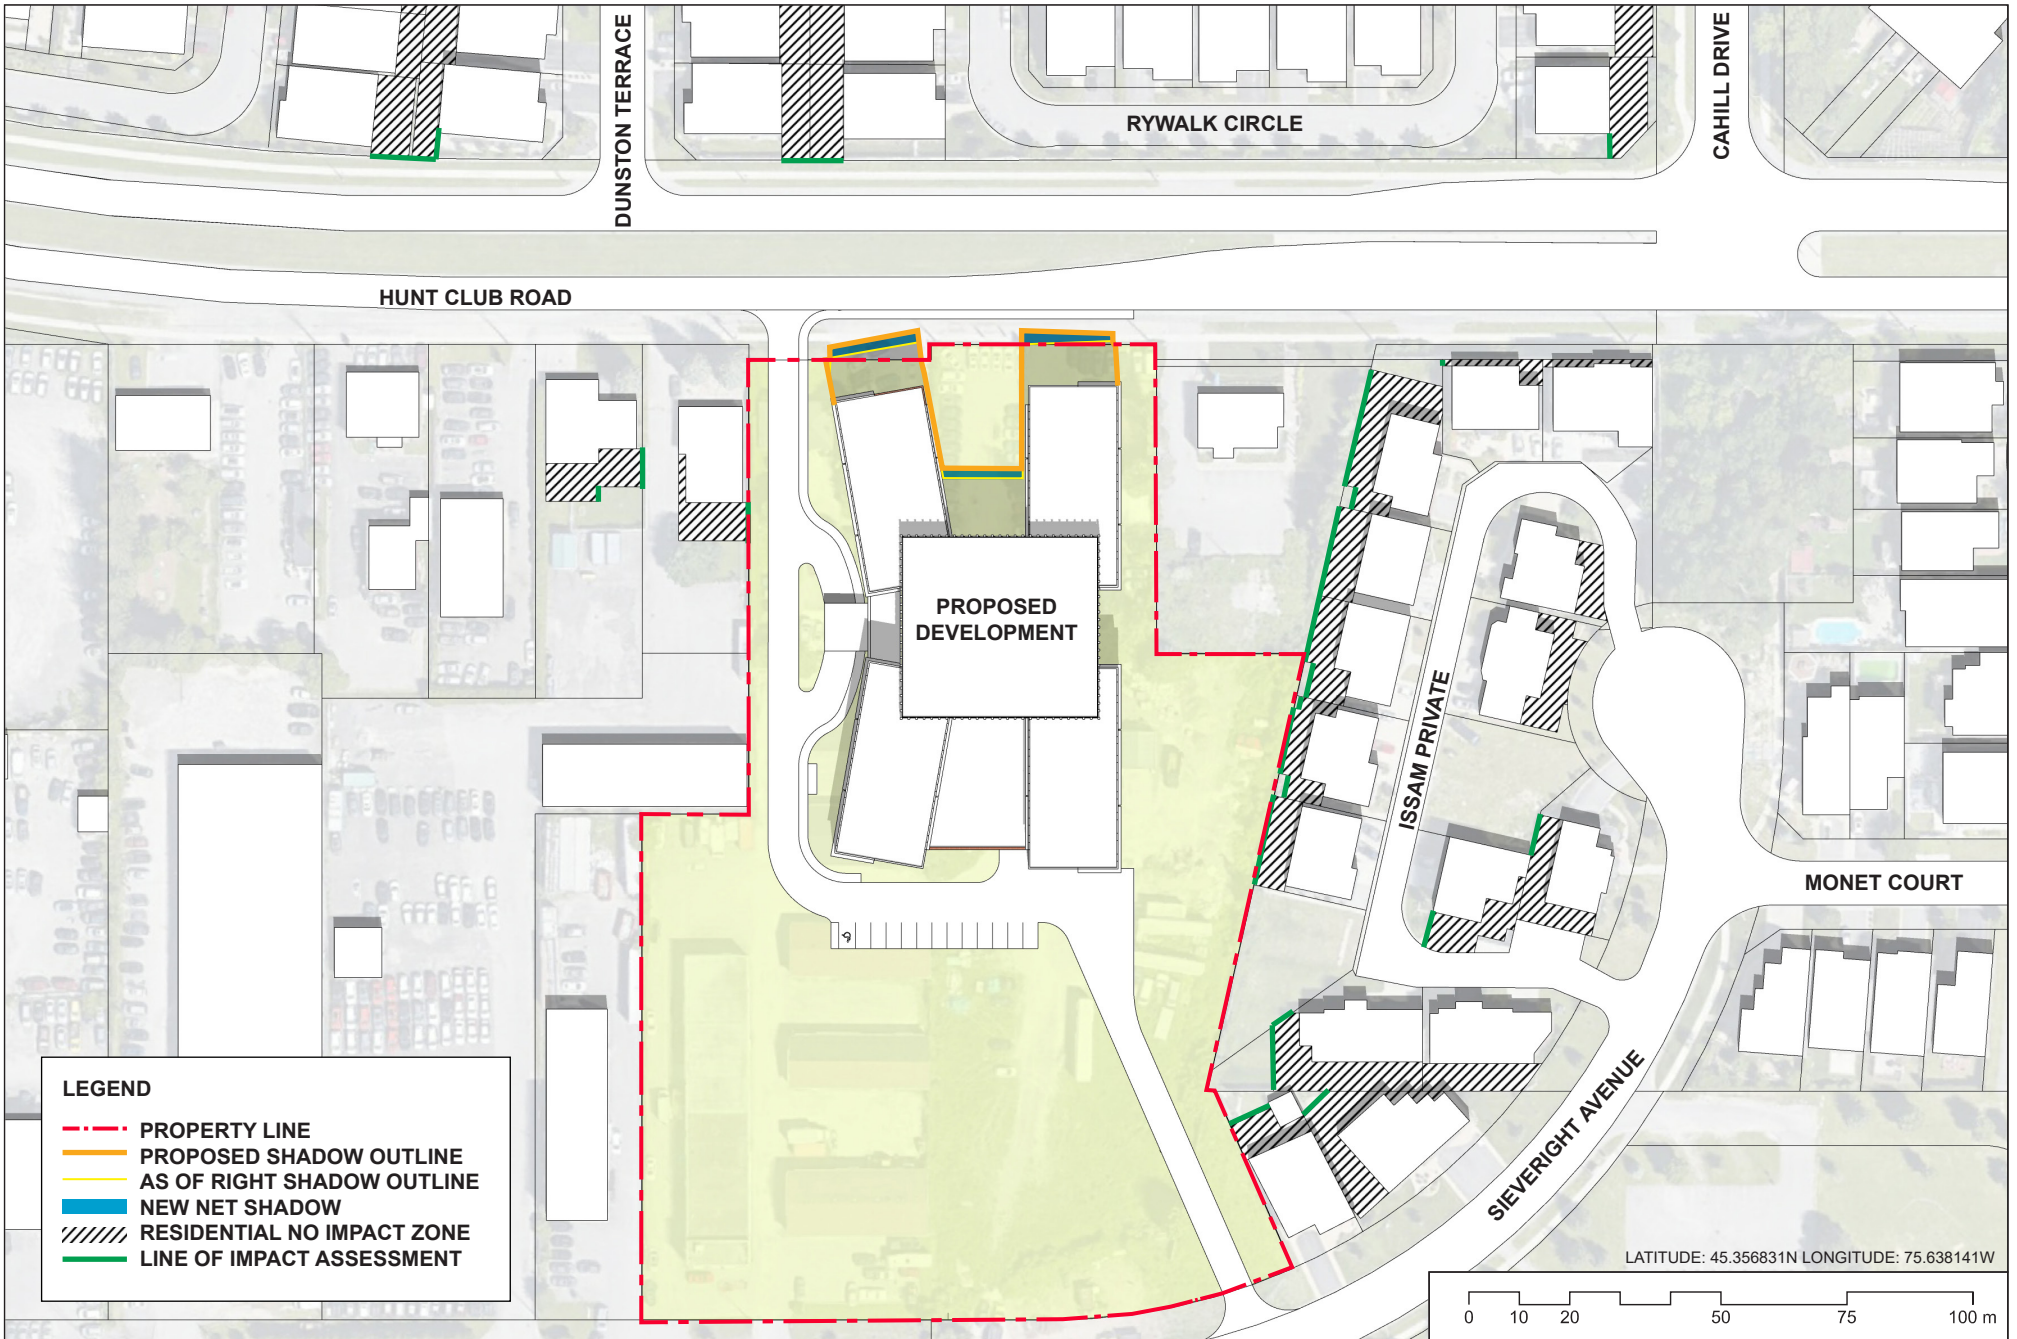 DUNSTON TERRACE
RYWALK CIRCLE
CAHILL DRIVE
HUNT CLUB ROAD
PROPOSED
DEVELOPMENT
ISSAM PRIVATE
MONET COURT
SIEVERIGHT AVENUE
LEGEND
PROPERTY LINE
PROPOSED SHADOW OUTLINE
AS OF RIGHT SHADOW OUTLINE
NEW NET SHADOW
RESIDENTIAL NO IMPACT ZONE
LINE OF IMPACT ASSESSMENT
LATITUDE: 45.356831N LONGITUDE: 75.638141W
0 10 20 50 75 100 m